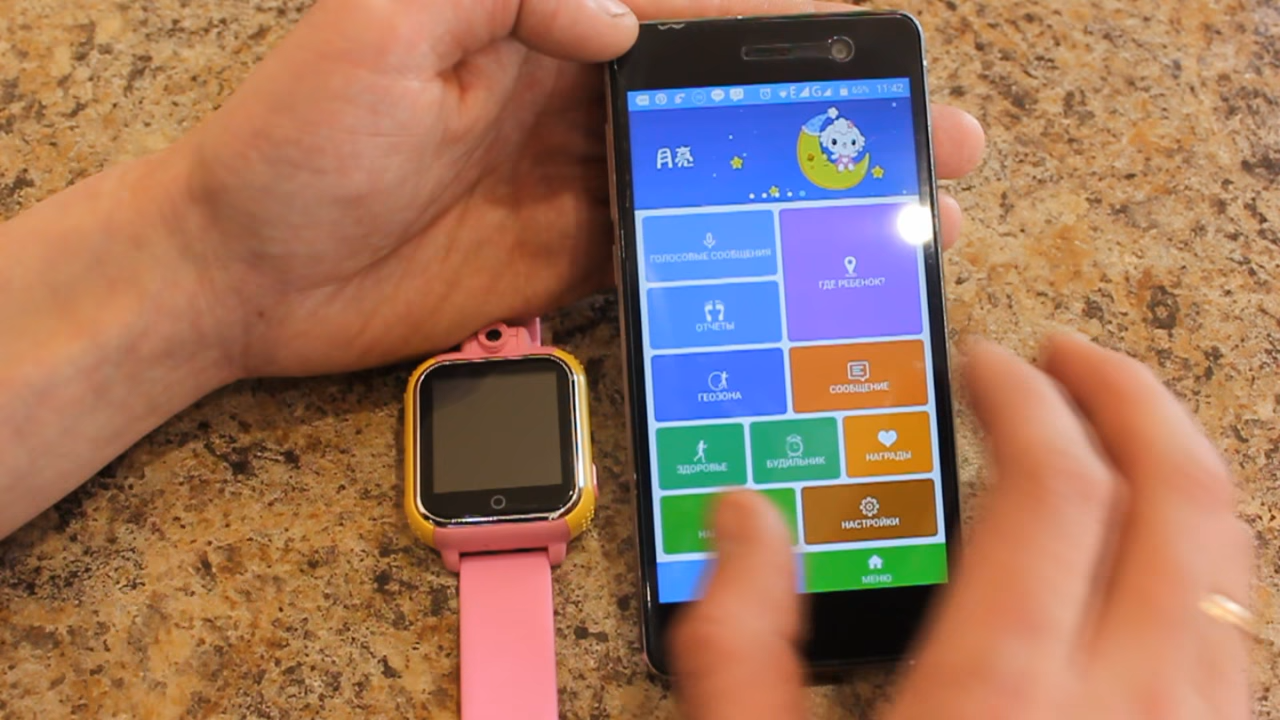 E G 65% 11:42
月亮
ГОЛОСОВЫЕ СООБЩЕНИЯ
ГДЕ РЕБЕНОК?
ОТЧЕТЫ
ГЕОЗОНА
СООБЩЕНИЕ
ЗДОРОВЬЕ
БУДИЛЬНИК
НАГРАДЫ
НАСТРОЙКИ
МЕНЮ